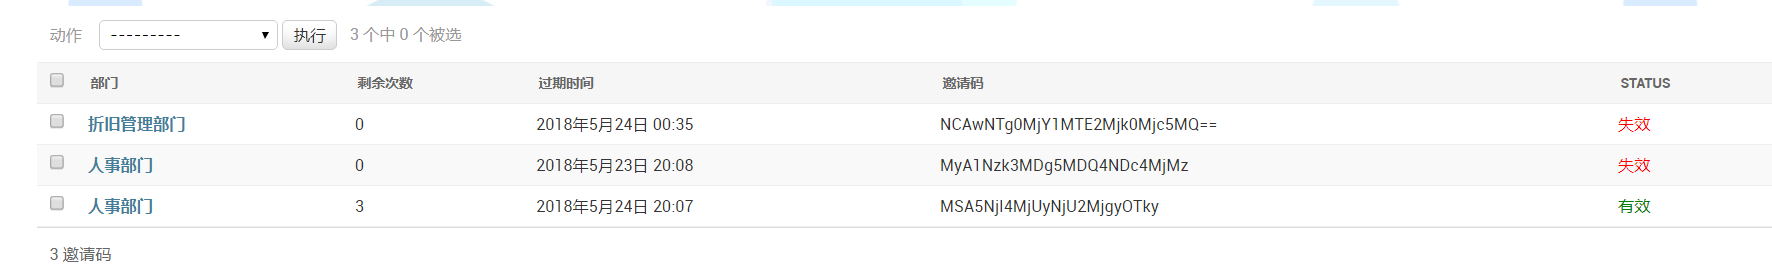 动作 --------- 执行 3 个中 0 个被选
部门 剩余次数 过期时间 邀请码 STATUS
折旧管理部门 0 2018年5月24日 00:35 NCAwNTg0MjY1MTE2Mjk0Mjc5MQ== 失效
人事部门 0 2018年5月23日 20:08 MyA1Nzk3MDg5MDQ4NDc4MjMz 失效
人事部门 3 2018年5月24日 20:07 MSA5NjI4MjUyNjU2MjgyOTky 有效
3 邀请码